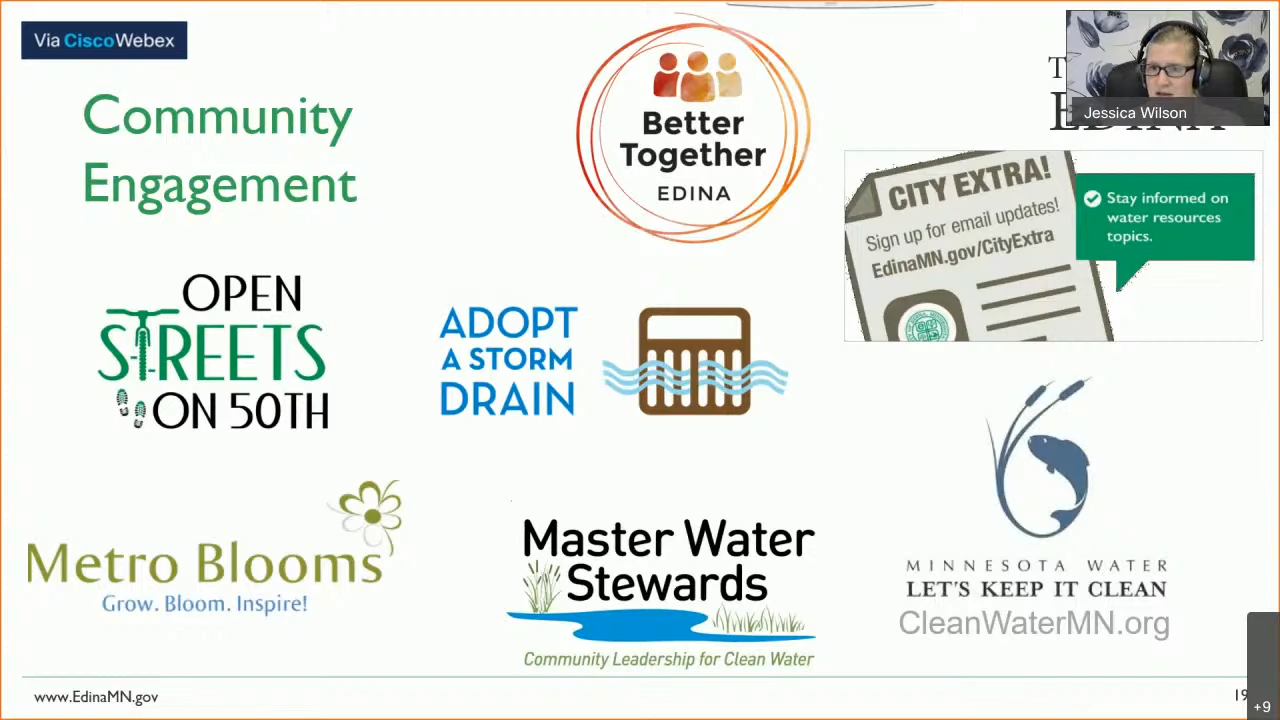 Via CiscoWebex
Community
Engagement
Better
Together
EDINA
Jessica Wilson
CITY EXTRA!
Sign up for email updates!
EdinaMN.gov/CityExtra
Stay informed on
water resources
topics.
OPEN
STREETS
ON 50TH
ADOPT
A STORM
DRAIN
Metro Blooms
Grow. Bloom. Inspire!
Master Water
Stewards
Community Leadership for Clean Water
MINNESOTA WATER
LET'S KEEP IT CLEAN
CleanWaterMN.org
www.EdinaMN.gov
19
+9